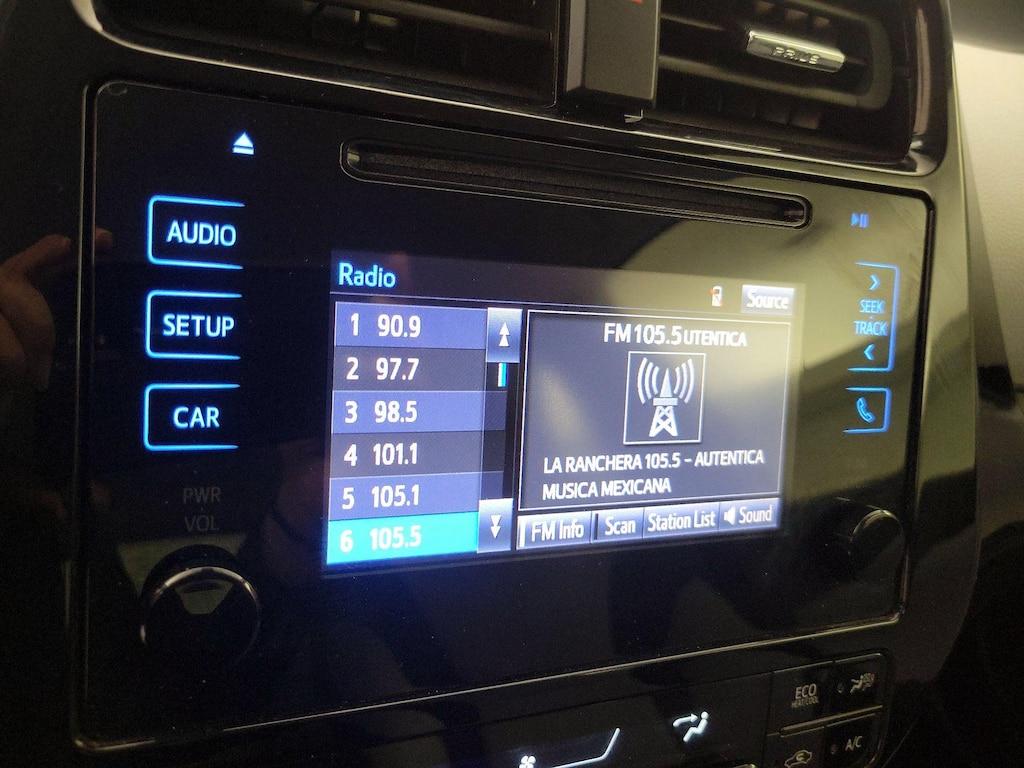 PRIUS
AUDIO
SETUP
CAR
PWR
VOL
Radio
Source
1 90.9
2 97.7
3 98.5
4 101.1
5 105.1
6 105.5
FM 105.5 UTENTICA
LA RANCHERA 105.5 - AUTENTICA
MUSICA MEXICANA
FM Info
Scan
Station List
Sound
SEEK
TRACK
ECO
HEAT/COOL
A/C